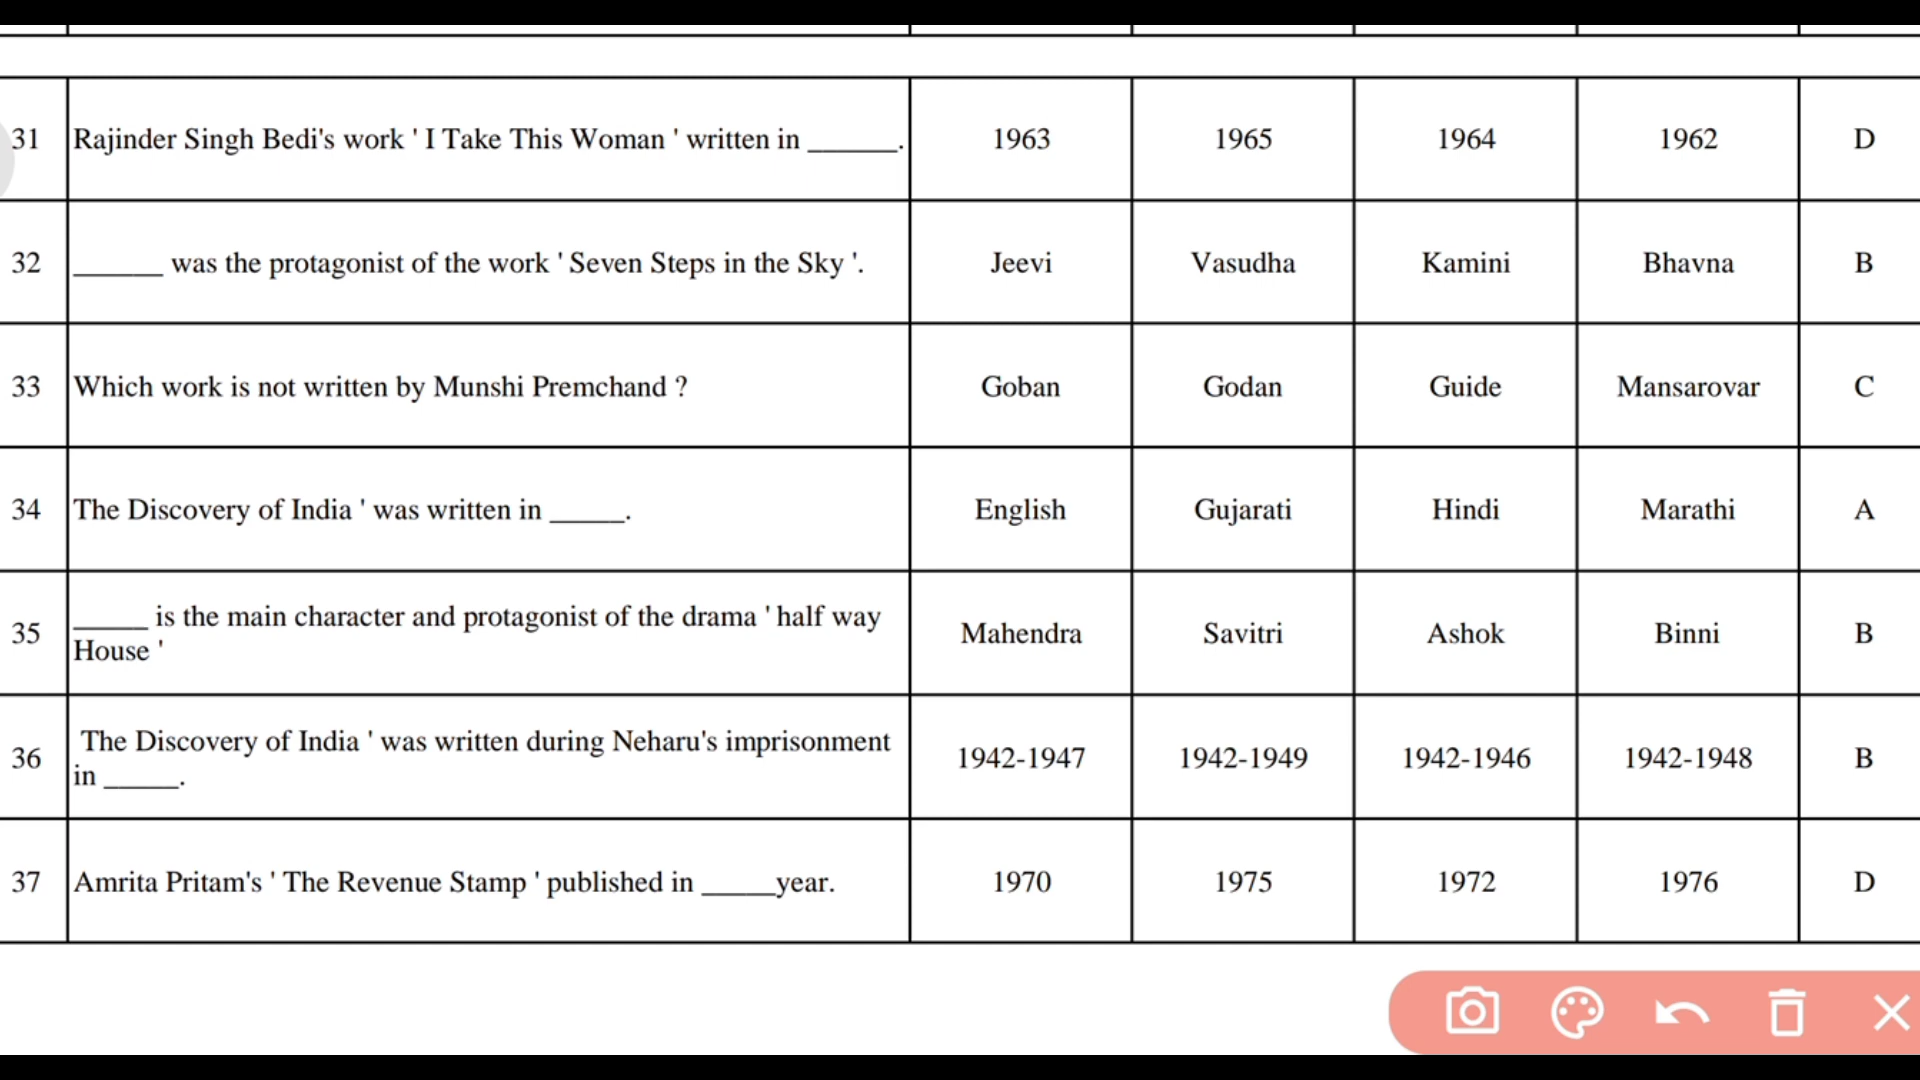 31 Rajinder Singh Bedi's work ' I Take This Woman ' written in ______. 1963 1965 1964 1962 D
32 ______ was the protagonist of the work ' Seven Steps in the Sky '. Jeevi Vasudha Kamini Bhavna B
33 Which work is not written by Munshi Premchand ? Goban Godan Guide Mansarovar C
34 The Discovery of India ' was written in _____. English Gujarati Hindi Marathi A
35 _____ is the main character and protagonist of the drama ' half way
House ' Mahendra Savitri Ashok Binni B
36 The Discovery of India ' was written during Neharu's imprisonment
in _____. 1942-1947 1942-1949 1942-1946 1942-1948 B
37 Amrita Pritam's ' The Revenue Stamp ' published in _____year. 1970 1975 1972 1976 D